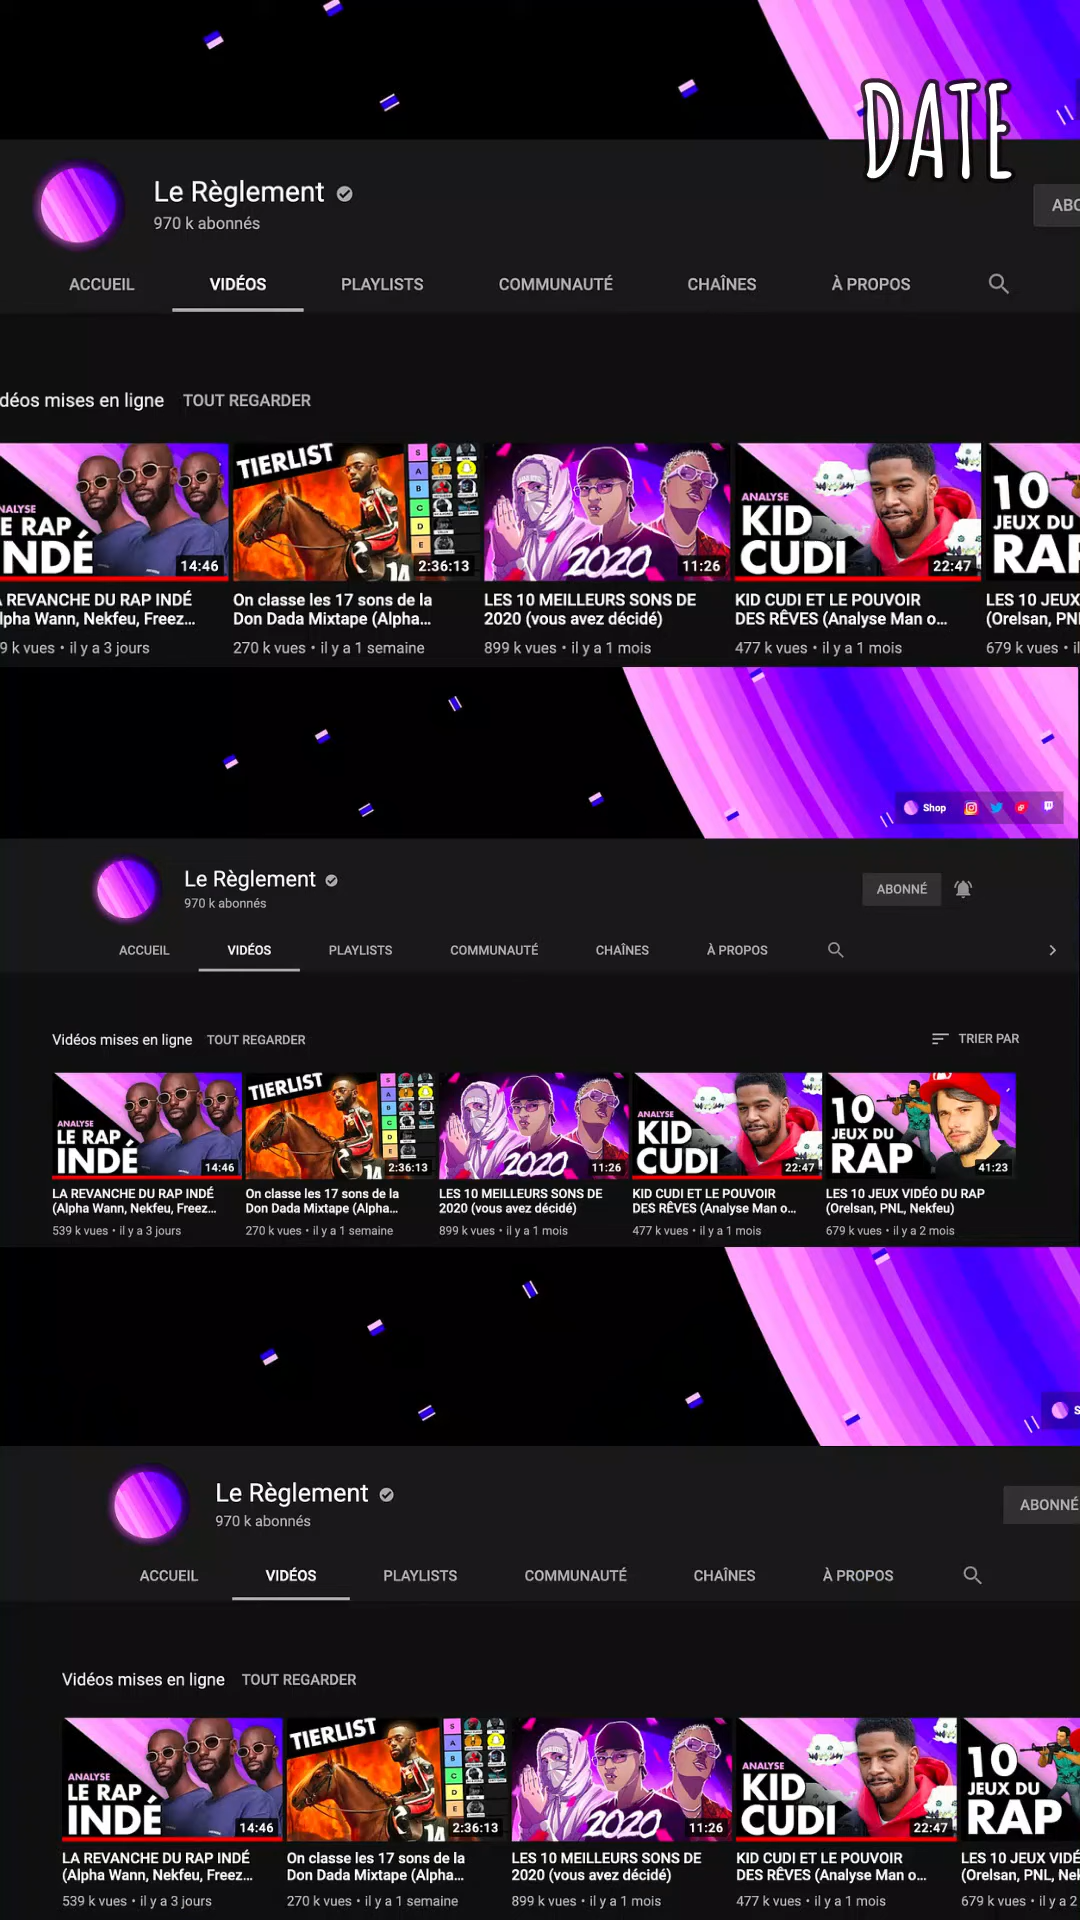 DATE
Le Règlement
970 k abonnés
ABO
ACCUEIL VIDÉOS PLAYLISTS COMMUNAUTÉ CHAÎNES À PROPOS
déos mises en ligne TOUT REGARDER
ANALYSE
E RAP
INDÉ
14:46
TIERLIST
S
A
B
C
D
E
14
2:36:13
2020
11:26
ANALYSE
KID
CUDI
22:47
10
JEUX DU
RAP
A REVANCHE DU RAP INDÉ
lpha Wann, Nekfeu, Freez...
9 k vues • il y a 3 jours
On classe les 17 sons de la
Don Dada Mixtape (Alpha...
270 k vues • il y a 1 semaine
LES 10 MEILLEURS SONS DE
2020 (vous avez décidé)
899 k vues • il y a 1 mois
KID CUDI ET LE POUVOIR
DES RÊVES (Analyse Man o...
477 k vues • il y a 1 mois
LES 10 JEUX
(Orelsan, PNL
679 k vues • il
Shop
Le Règlement
970 k abonnés
ABONNÉ
ACCUEIL VIDÉOS PLAYLISTS COMMUNAUTÉ CHAÎNES À PROPOS
Vidéos mises en ligne TOUT REGARDER
TRIER PAR
ANALYSE
LE RAP
INDÉ
14:46
TIERLIST
S
A
B
C
D
E
14
2:36:13
2020
11:26
ANALYSE
KID
CUDI
22:47
10
JEUX DU
RAP
41:23
LA REVANCHE DU RAP INDÉ
(Alpha Wann, Nekfeu, Freez...
539 k vues • il y a 3 jours
On classe les 17 sons de la
Don Dada Mixtape (Alpha...
270 k vues • il y a 1 semaine
LES 10 MEILLEURS SONS DE
2020 (vous avez décidé)
899 k vues • il y a 1 mois
KID CUDI ET LE POUVOIR
DES RÊVES (Analyse Man o...
477 k vues • il y a 1 mois
LES 10 JEUX VIDÉO DU RAP
(Orelsan, PNL, Nekfeu)
679 k vues • il y a 2 mois
S
Le Règlement
970 k abonnés
ABONNÉ
ACCUEIL VIDÉOS PLAYLISTS COMMUNAUTÉ CHAÎNES À PROPOS
Vidéos mises en ligne TOUT REGARDER
ANALYSE
LE RAP
INDÉ
14:46
TIERLIST
S
A
B
C
D
E
14
2:36:13
2020
11:26
ANALYSE
KID
CUDI
22:47
10
JEUX DU
RAP
LA REVANCHE DU RAP INDÉ
(Alpha Wann, Nekfeu, Freez...
539 k vues • il y a 3 jours
On classe les 17 sons de la
Don Dada Mixtape (Alpha...
270 k vues • il y a 1 semaine
LES 10 MEILLEURS SONS DE
2020 (vous avez décidé)
899 k vues • il y a 1 mois
KID CUDI ET LE POUVOIR
DES RÊVES (Analyse Man o...
477 k vues • il y a 1 mois
LES 10 JEUX VIDÉ
(Orelsan, PNL, Nek
679 k vues • il y a 2